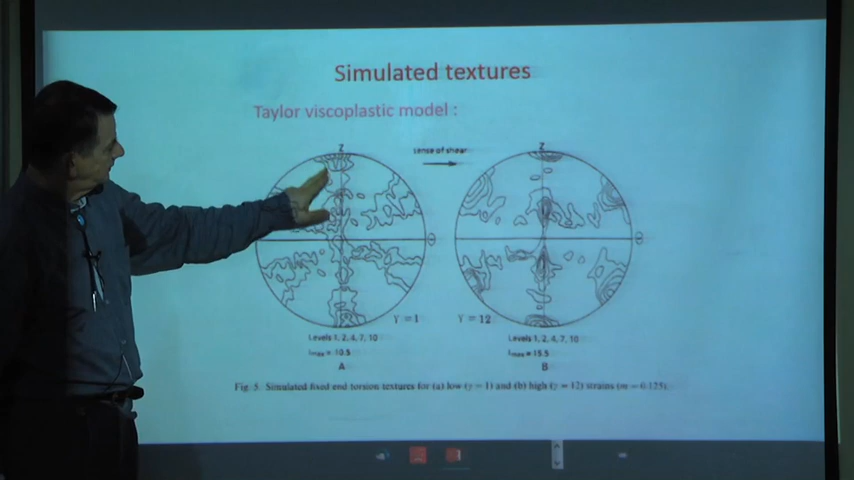 Simulated textures
Taylor viscoplastic model :
Z
sense of shear
Z
θ
θ
γ = 1
γ = 12
Levels 1, 2, 4, 7, 10
Levels 1, 2, 4, 7, 10
Imax = 10.5
Imax = 15.5
A
B
Fig. 5. Simulated fixed end torsion textures for (a) low (γ = 1) and (b) high (γ = 12) strains (m = 0.125).